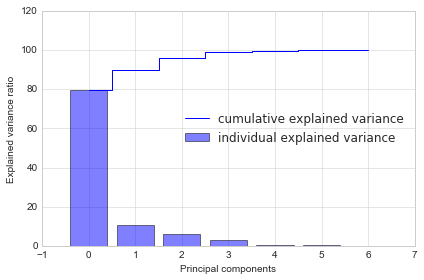 120
100
80
60
40
20
0
Explained variance ratio
cumulative explained variance
individual explained variance
−1 0 1 2 3 4 5 6 7
Principal components